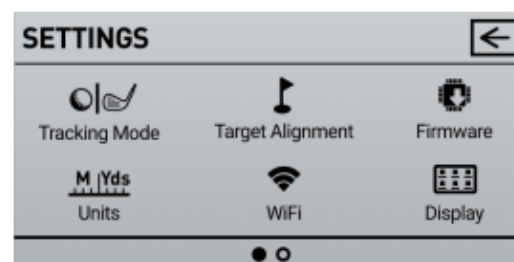 SETTINGS
Tracking Mode
Target Alignment
Firmware
M Yds
Units
WiFi
Display